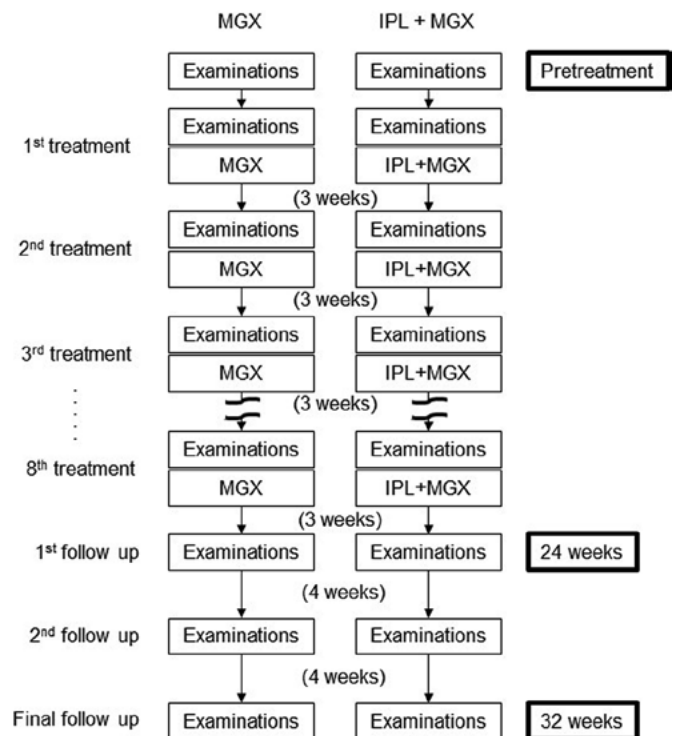 MGX IPL + MGX
Examinations Examinations Pretreatment
Examinations Examinations
1st treatment
MGX IPL+MGX
(3 weeks)
Examinations Examinations
2nd treatment
MGX IPL+MGX
(3 weeks)
Examinations Examinations
3rd treatment
MGX IPL+MGX
(3 weeks)
Examinations Examinations
8th treatment
MGX IPL+MGX
(3 weeks)
1st follow up Examinations Examinations 24 weeks
(4 weeks)
2nd follow up Examinations Examinations
(4 weeks)
Final follow up Examinations Examinations 32 weeks